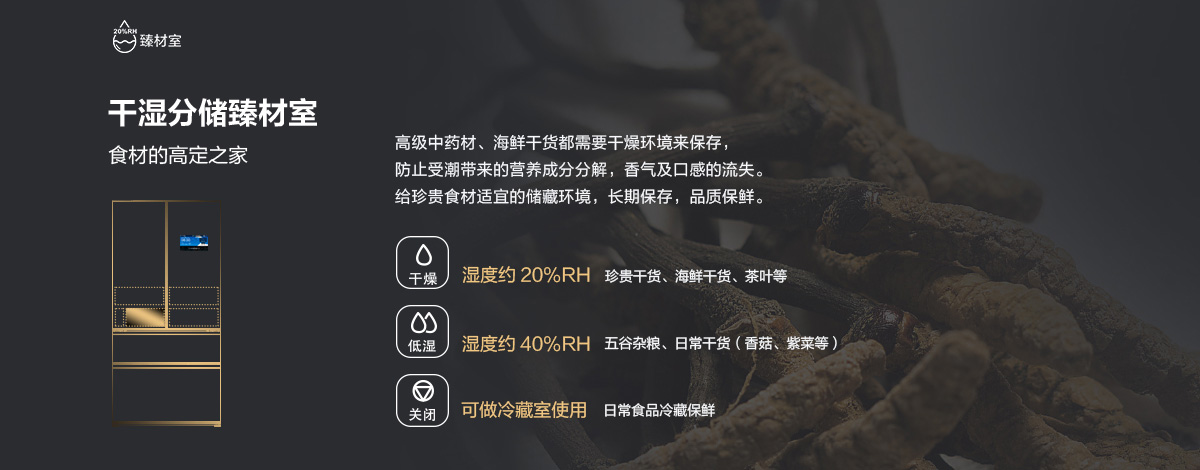 20%RH
臻材室
干湿分储臻材室
食材的高定之家
高级中药材、海鲜干货都需要干燥环境来保存，
防止受潮带来的营养成分分解，香气及口感的流失。
给珍贵食材适宜的储藏环境，长期保存，品质保鲜。
干燥
湿度约 20%RH
珍贵干货、海鲜干货、茶叶等
低湿
湿度约 40%RH
五谷杂粮、日常干货（香菇、紫菜等）
关闭
可做冷藏室使用
日常食品冷藏保鲜